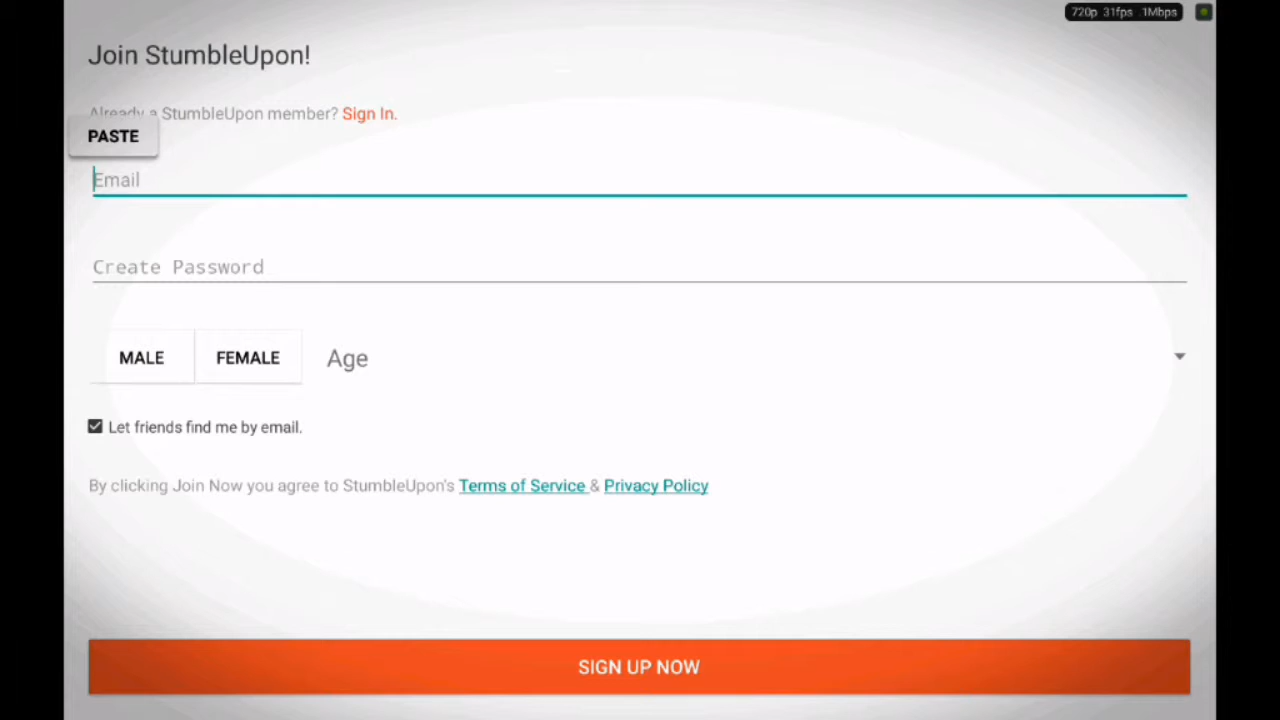 720p 31fps .1Mbps
Join StumbleUpon!
Already a StumbleUpon member? Sign In.
PASTE
Email
Create Password
MALE FEMALE Age
Let friends find me by email.
By clicking Join Now you agree to StumbleUpon's Terms of Service & Privacy Policy
SIGN UP NOW